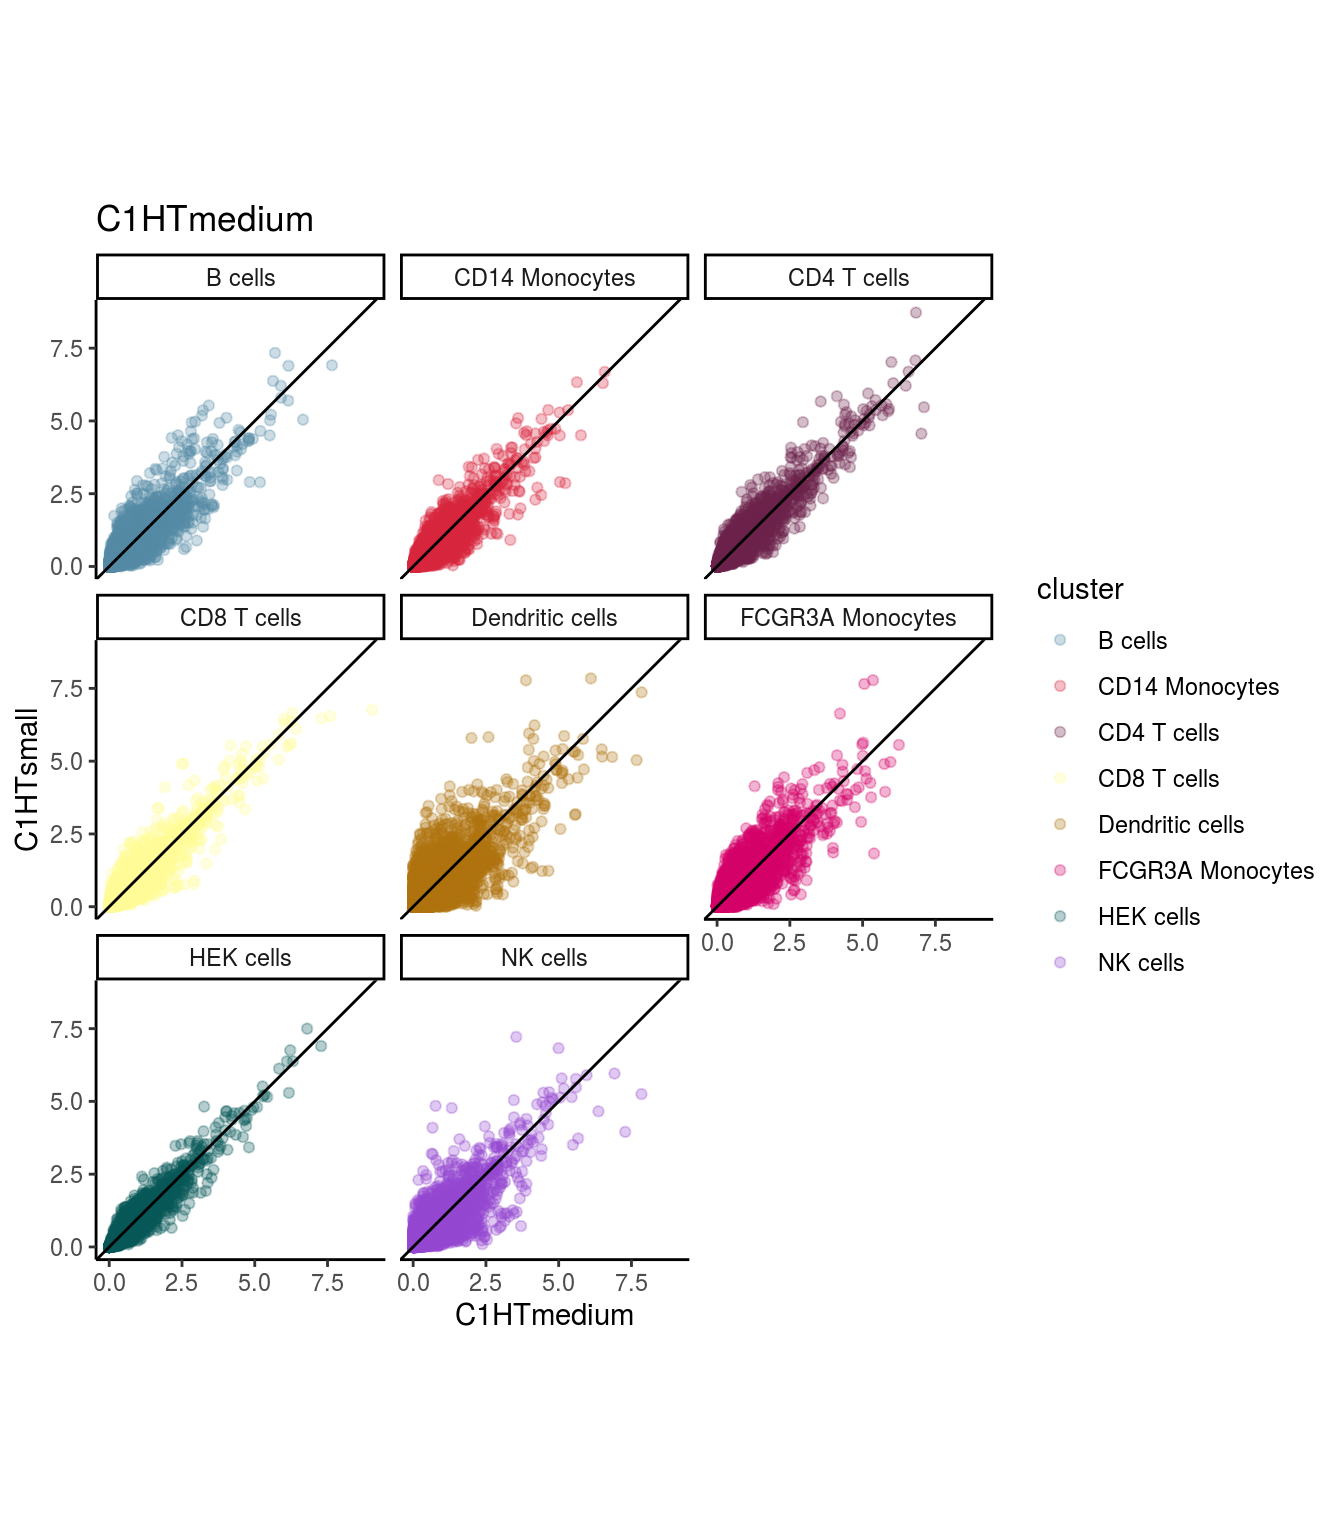 C1HTmedium
B cells
CD14 Monocytes
CD4 T cells
7.5
5.0
2.5
0.0
CD8 T cells
Dendritic cells
FCGR3A Monocytes
7.5
5.0
2.5
0.0
0.0 2.5 5.0 7.5
HEK cells
NK cells
7.5
5.0
2.5
0.0
0.0 2.5 5.0 7.5
0.0 2.5 5.0 7.5
C1HTmedium
C1HTsmall
cluster
B cells
CD14 Monocytes
CD4 T cells
CD8 T cells
Dendritic cells
FCGR3A Monocytes
HEK cells
NK cells